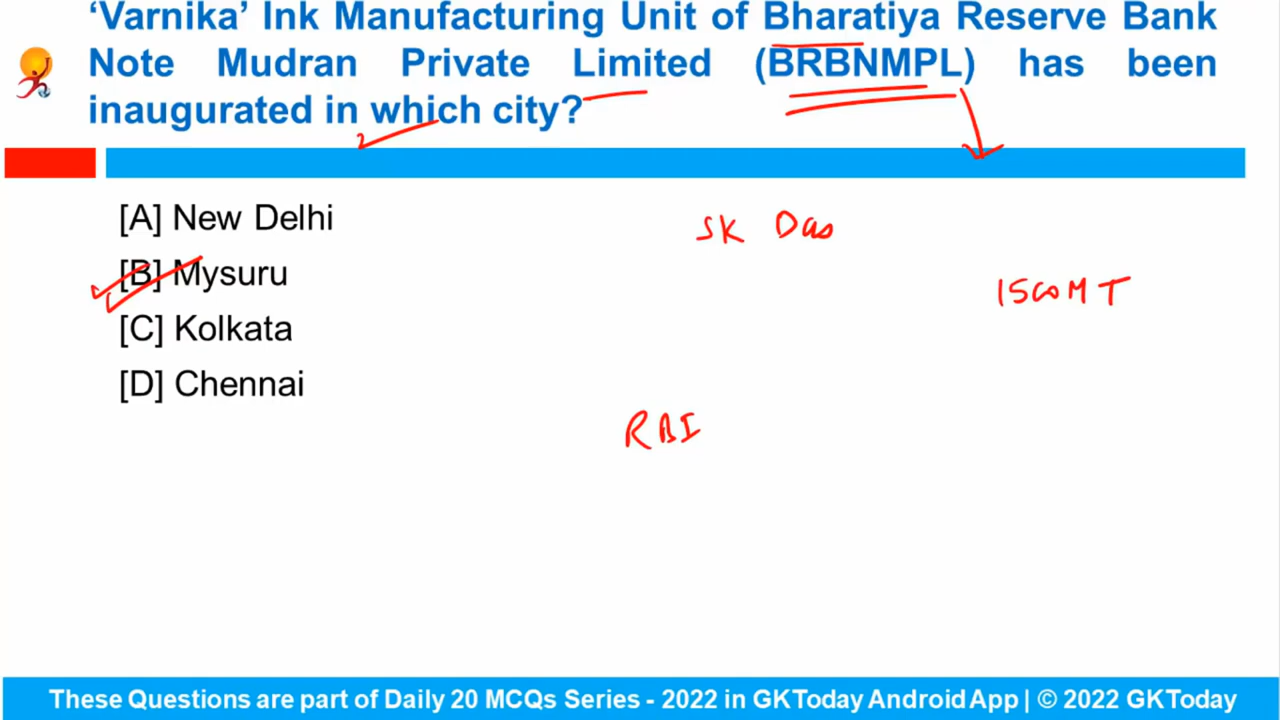 ‘Varnika’ Ink Manufacturing Unit of Bharatiya Reserve Bank
Note Mudran Private Limited (BRBNMPL) has been
inaugurated in which city?
[A] New Delhi
SK Das
[B] Mysuru
1500MT
[C] Kolkata
[D] Chennai
RBI
These Questions are part of Daily 20 MCQs Series - 2022 in GKToday Android App | © 2022 GKToday